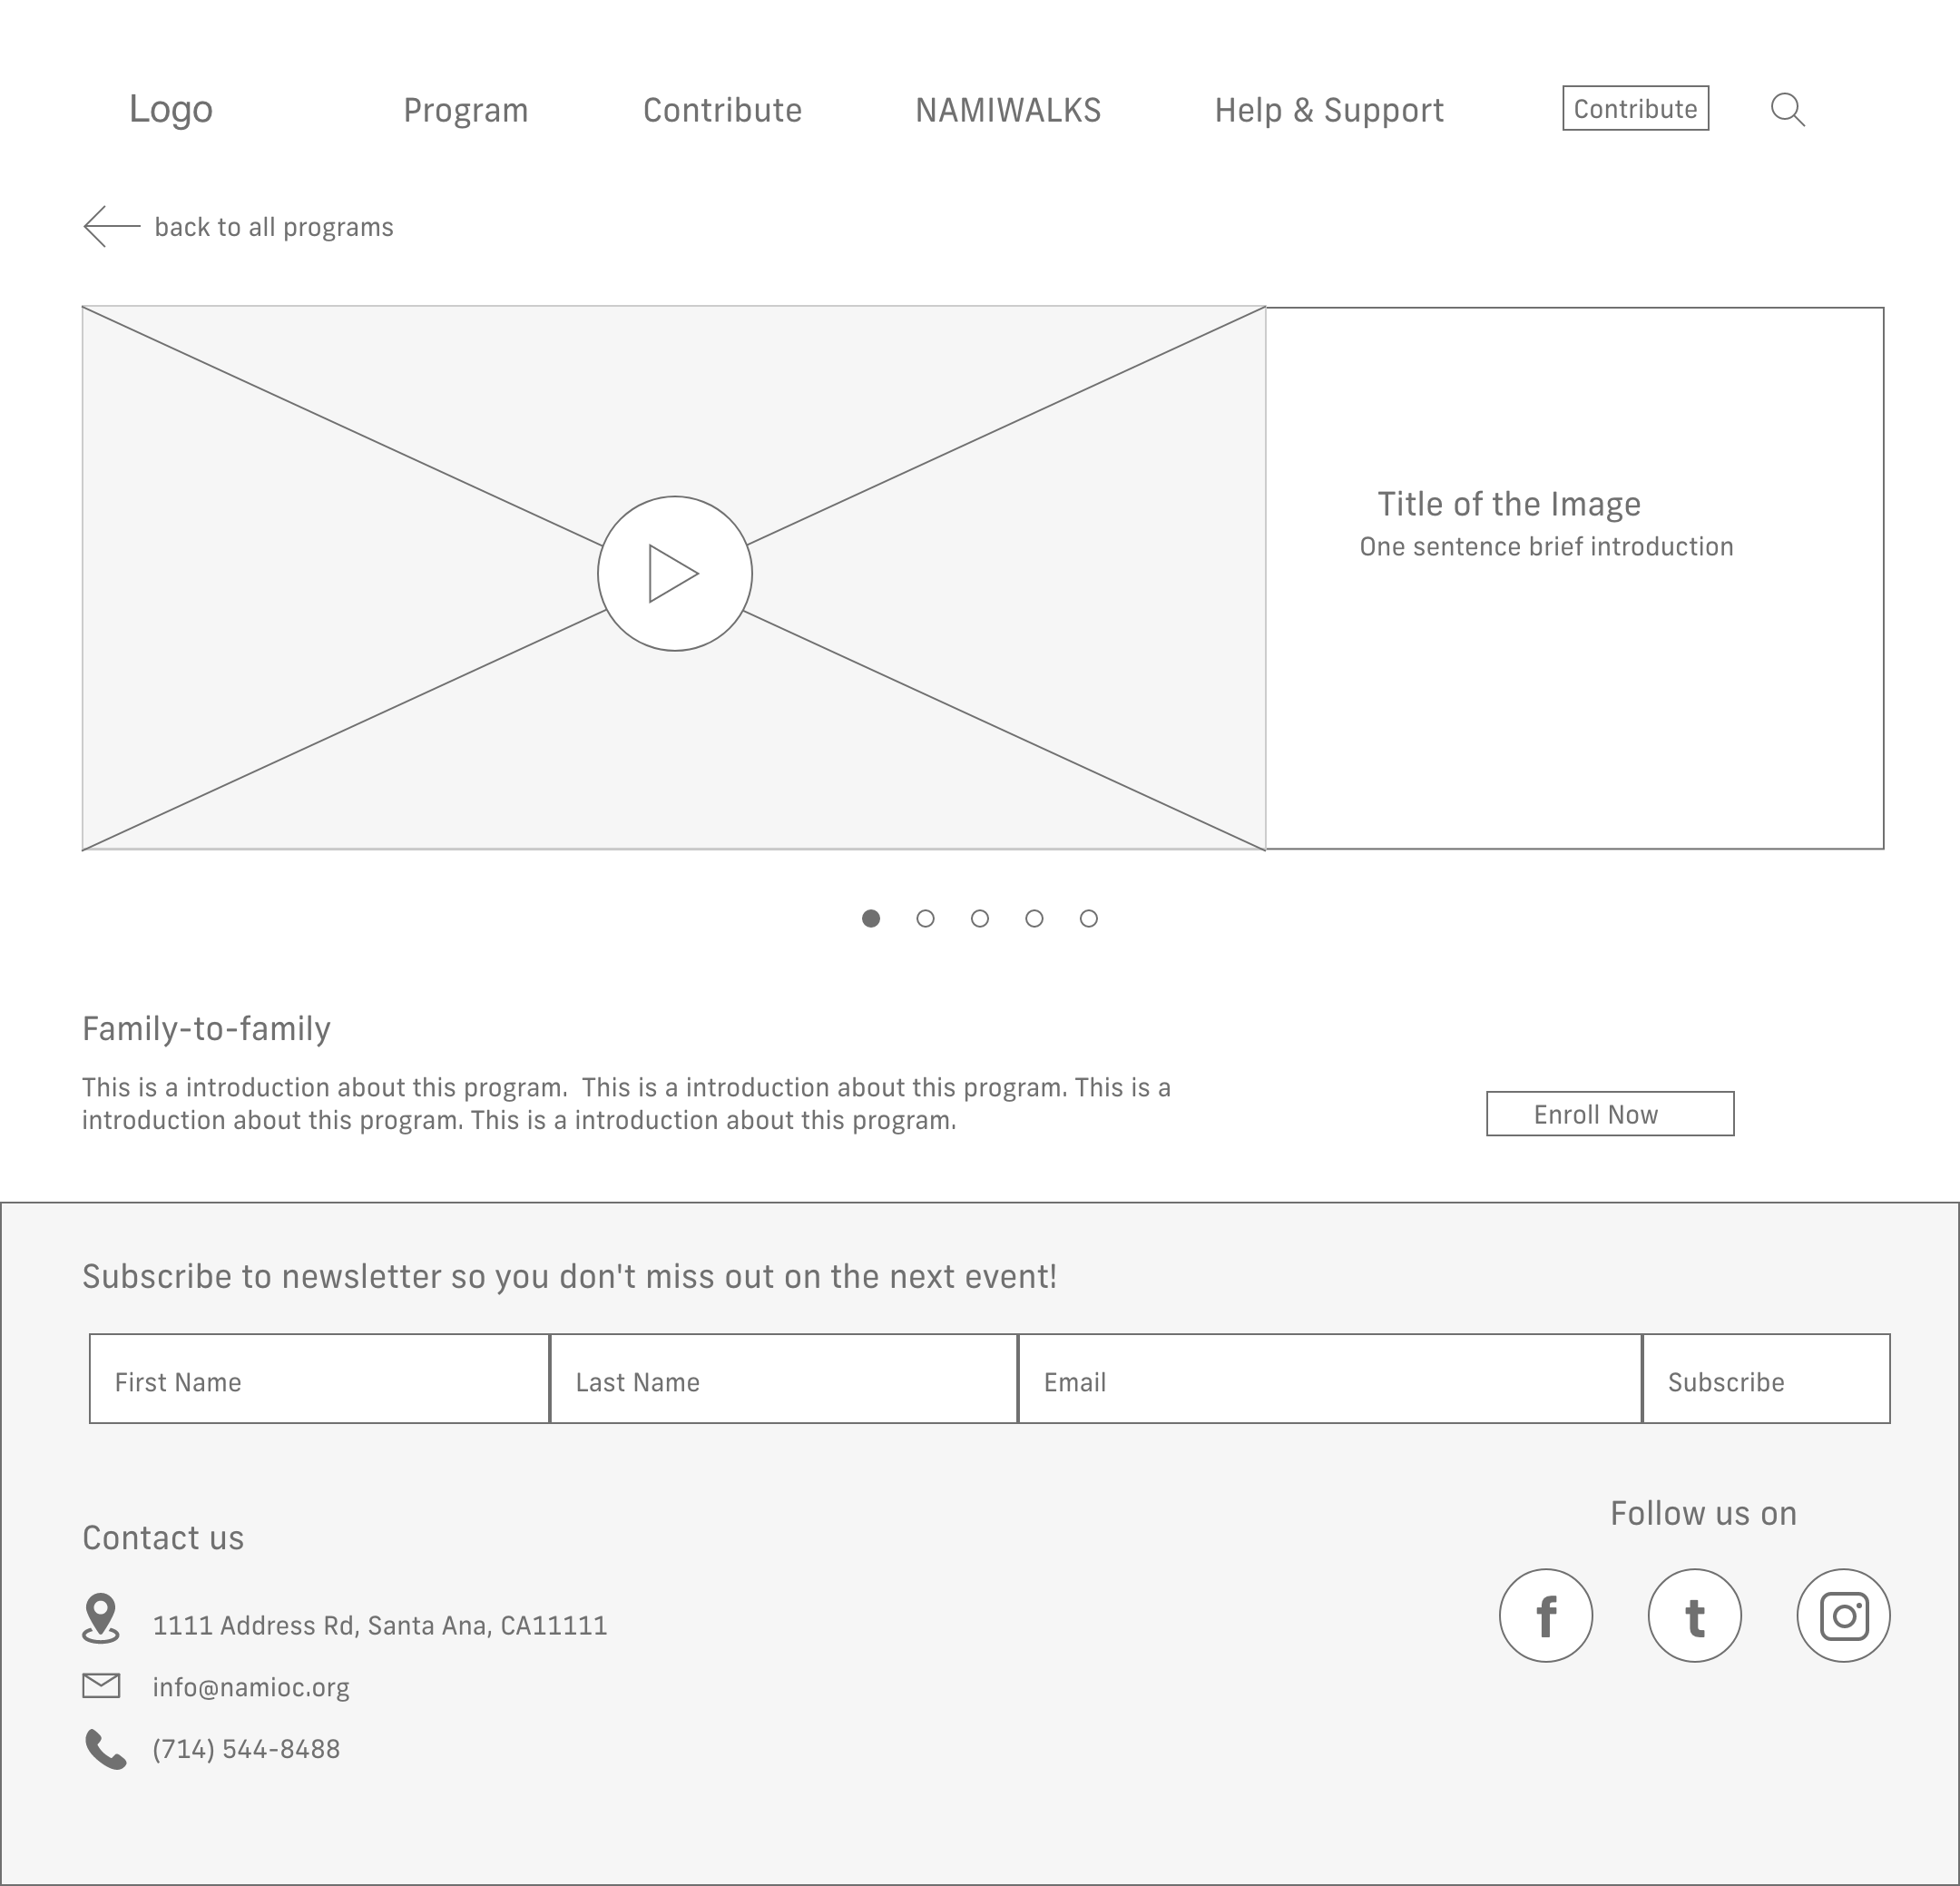 Logo
Program
Contribute
NAMIWALKS
Help & Support
Contribute
back to all programs
Title of the Image
One sentence brief introduction
Family-to-family
This is a introduction about this program.  This is a introduction about this program. This is a
introduction about this program. This is a introduction about this program.
Enroll Now
Subscribe to newsletter so you don't miss out on the next event!
First Name
Last Name
Email
Subscribe
Follow us on
Contact us
1111 Address Rd, Santa Ana, CA11111
info@namioc.org
(714) 544-8488